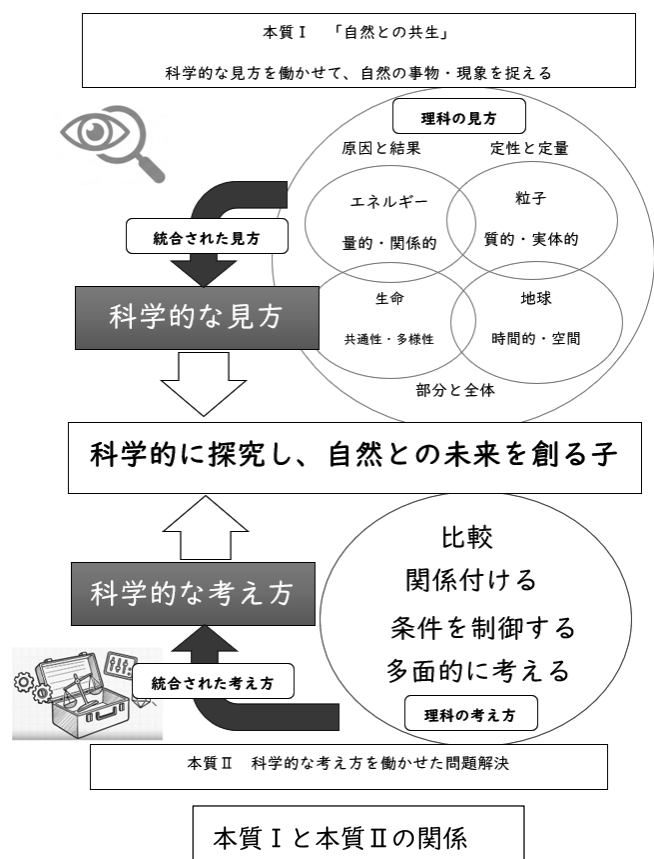 本質Ⅰ 「自然との共生」
科学的な見方を働かせて、自然の事物・現象を捉える
理科の見方
原因と結果
定性と定量
エネルギー
量的・関係的
粒子
質的・実体的
統合された見方
科学的な見方
生命
共通性・多様性
地球
時間的・空間
部分と全体
科学的に探究し、自然との未来を創る子
比較
関係付ける
条件を制御する
多面的に考える
理科の考え方
科学的な考え方
統合された考え方
本質Ⅱ 科学的な考え方を働かせた問題解決
本質Ⅰと本質Ⅱの関係